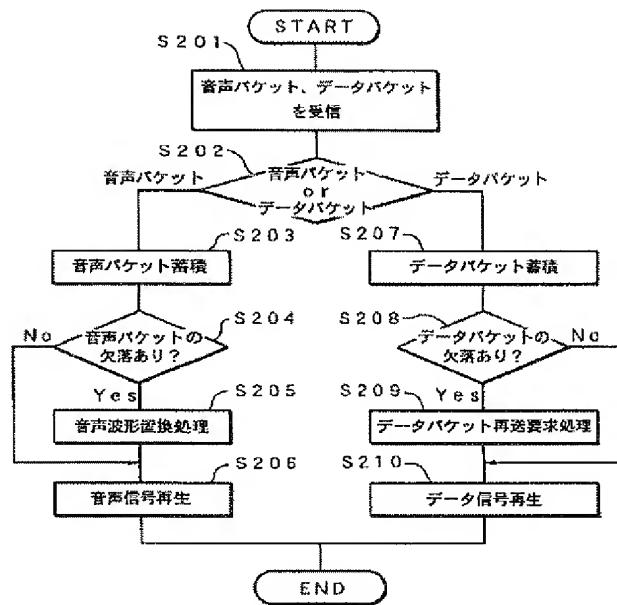 START
S201
音声パケット、データパケット
を受信
S202
音声パケット
音声パケット
or
データパケット
データパケット
S203
音声パケット蓄積
S207
データパケット蓄積
No
音声パケットの
欠落あり?
S204
Yes
S208
データパケットの
欠落あり?
No
Yes
S205
音声波形置換処理
S209
データパケット再送要求処理
S206
音声信号再生
S210
データ信号再生
END